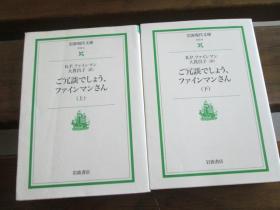 岩波現代文庫
R.P. ファインマン
大貫昌子 訳
ご冗談でしょう、
ファインマンさん
(上)
岩波書店
岩波現代文庫
R.P. ファインマン
大貫昌子 訳
ご冗談でしょう、
ファインマンさん
(下)
岩波書店